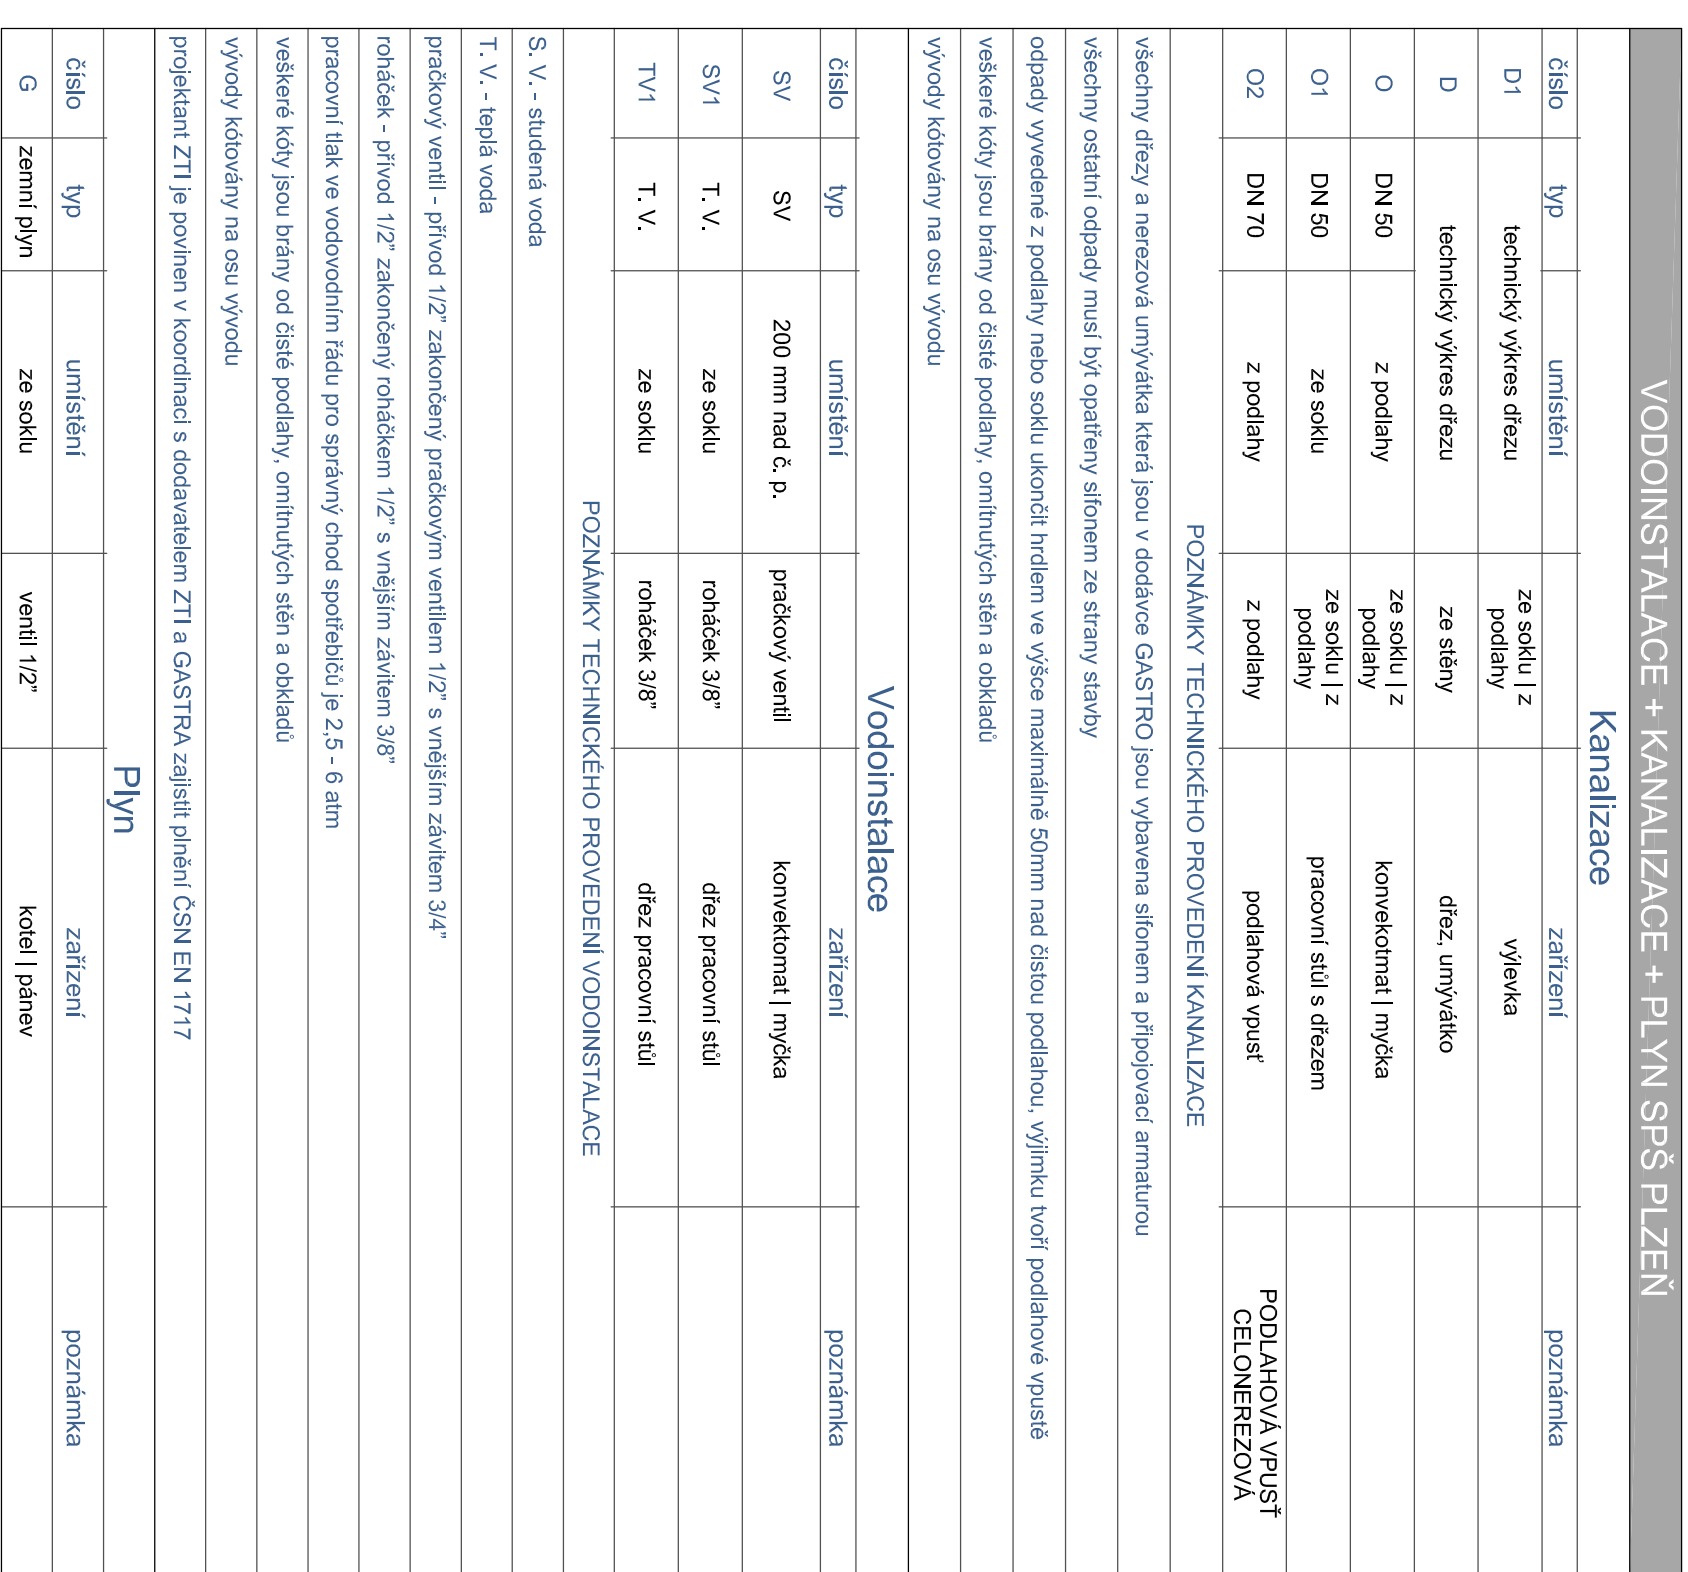 VODOINSTALACE + KANALIZACE + PLYN SPŠ PLZEŇ
Kanalizace
číslo typ umístění zařízení poznámka
D1 technický výkres dřezu ze soklu | z podlahy výlevka
D technický výkres dřezu ze stěny dřez, umývátko
O DN 50 z podlahy ze soklu | z podlahy konvekotmat | myčka
O1 DN 50 ze soklu ze soklu | z podlahy pracovní stůl s dřezem
O2 DN 70 z podlahy z podlahy podlahová vpusť PODLAHOVÁ VPUSŤ CELONEREZOVÁ
POZNÁMKY TECHNICKÉHO PROVEDENÍ KANALIZACE
všechny dřezy a nerezová umývátka která jsou v dodávce GASTRO jsou vybavena sifonem a připojovací armaturou
všechny ostatní odpady musí být opatřeny sifonem ze strany stavby
odpady vyvedené z podlahy nebo soklu ukončit hrdlem ve výšce maximálně 50mm nad čistou podlahou, výjimku tvoří podlahové vpustě
veškeré kóty jsou brány od čisté podlahy, omítnutých stěn a obkladů
vývody kótovány na osu vývodu
Vodoinstalace
číslo typ umístění zařízení poznámka
SV SV 200 mm nad č. p. pračkový ventil konvektomat | myčka
SV1 T. V. ze soklu roháček 3/8” dřez pracovní stůl
TV1 T. V. ze soklu roháček 3/8” dřez pracovní stůl
POZNÁMKY TECHNICKÉHO PROVEDENÍ VODOINSTALACE
S. V. - studená voda
T. V. - teplá voda
pračkový ventil - přívod 1/2” zakončený pračkovým ventilem 1/2” s vnějším závitem 3/4”
roháček - přívod 1/2” zakončený roháčkem 1/2” s vnějším závitem 3/8”
pracovní tlak ve vodovodním řádu pro správný chod spotřebičů je 2,5 - 6 atm
veškeré kóty jsou brány od čisté podlahy, omítnutých stěn a obkladů
vývody kótovány na osu vývodu
projektant ZTI je povinen v koordinaci s dodavatelem ZTI a GASTRA zajistit plnění ČSN EN 1717
Plyn
číslo typ umístění zařízení poznámka
G zemní plyn ze soklu ventil 1/2” kotel | pánev